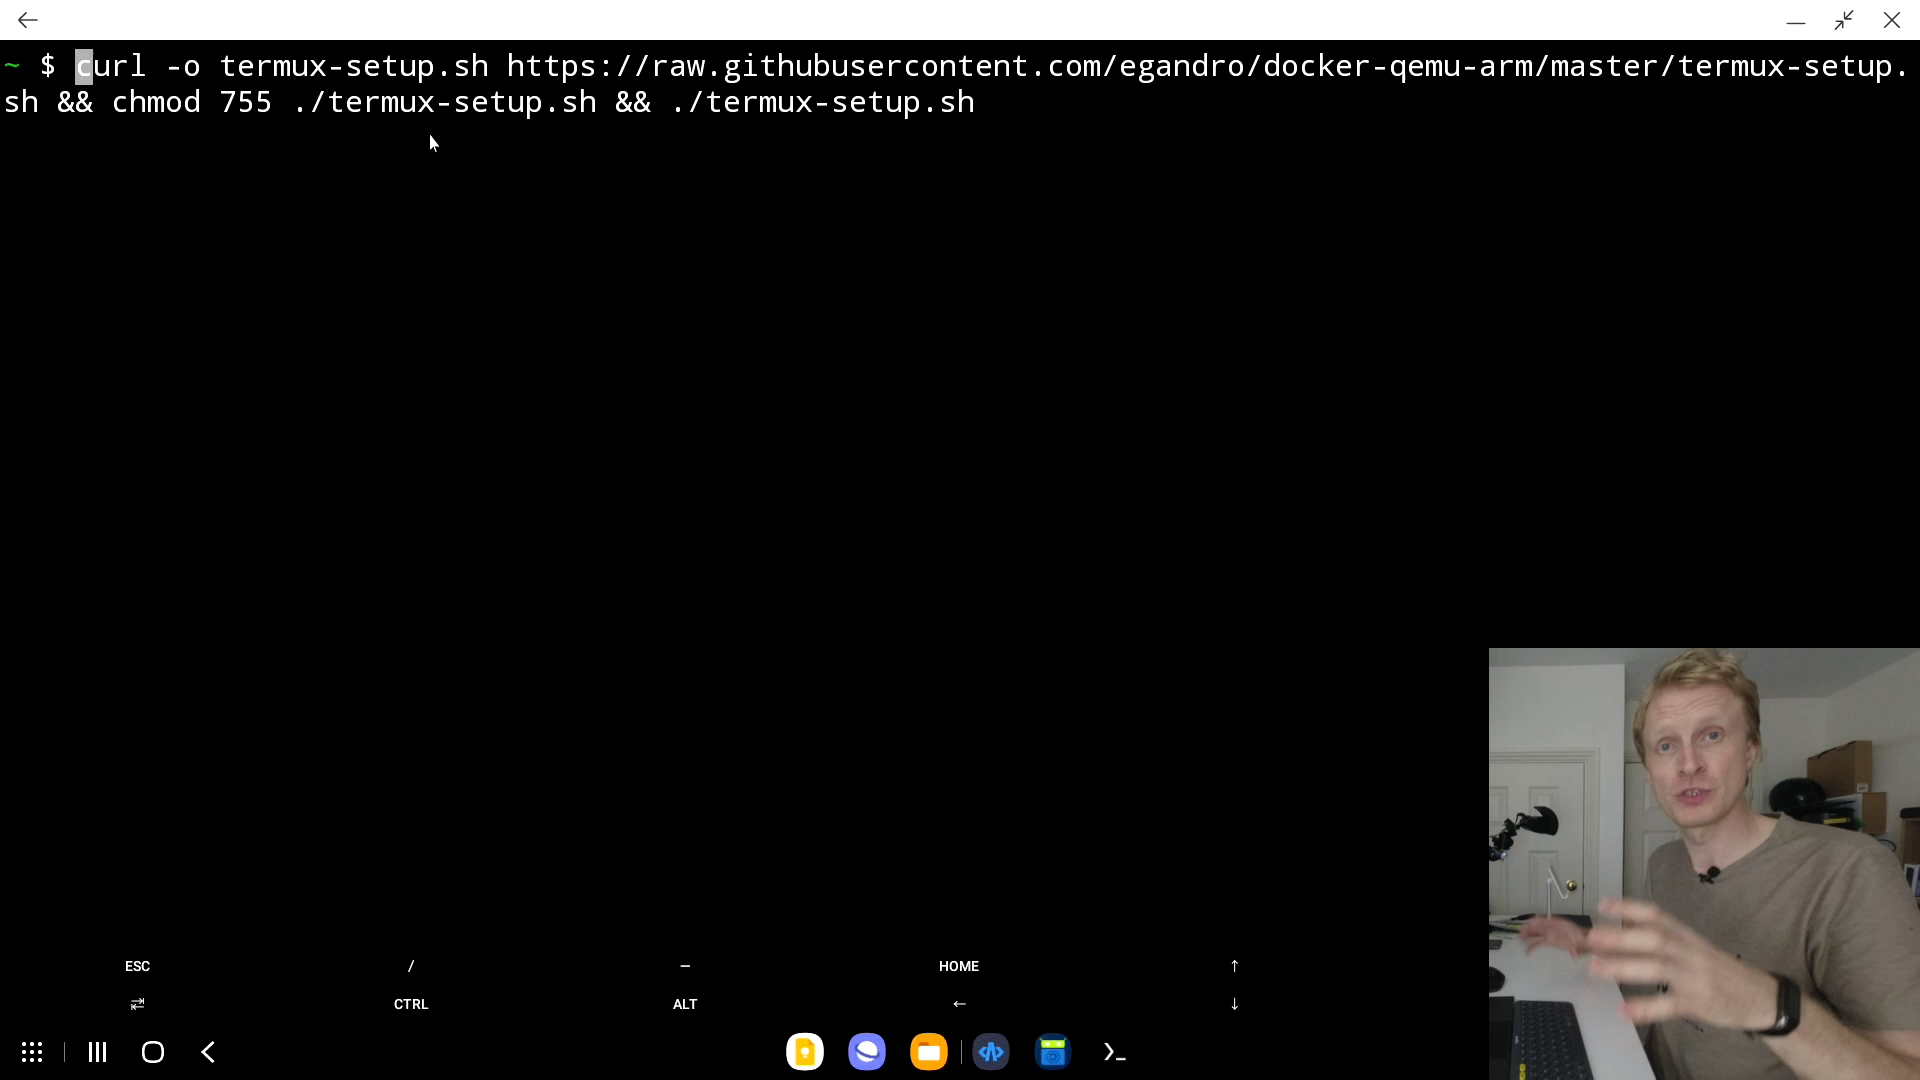 ~ $ curl -o termux-setup.sh https://raw.githubusercontent.com/egandro/docker-qemu-arm/master/termux-setup.
sh && chmod 755 ./termux-setup.sh && ./termux-setup.sh
ESC / — HOME ↑
⇄ CTRL ALT ← ↓